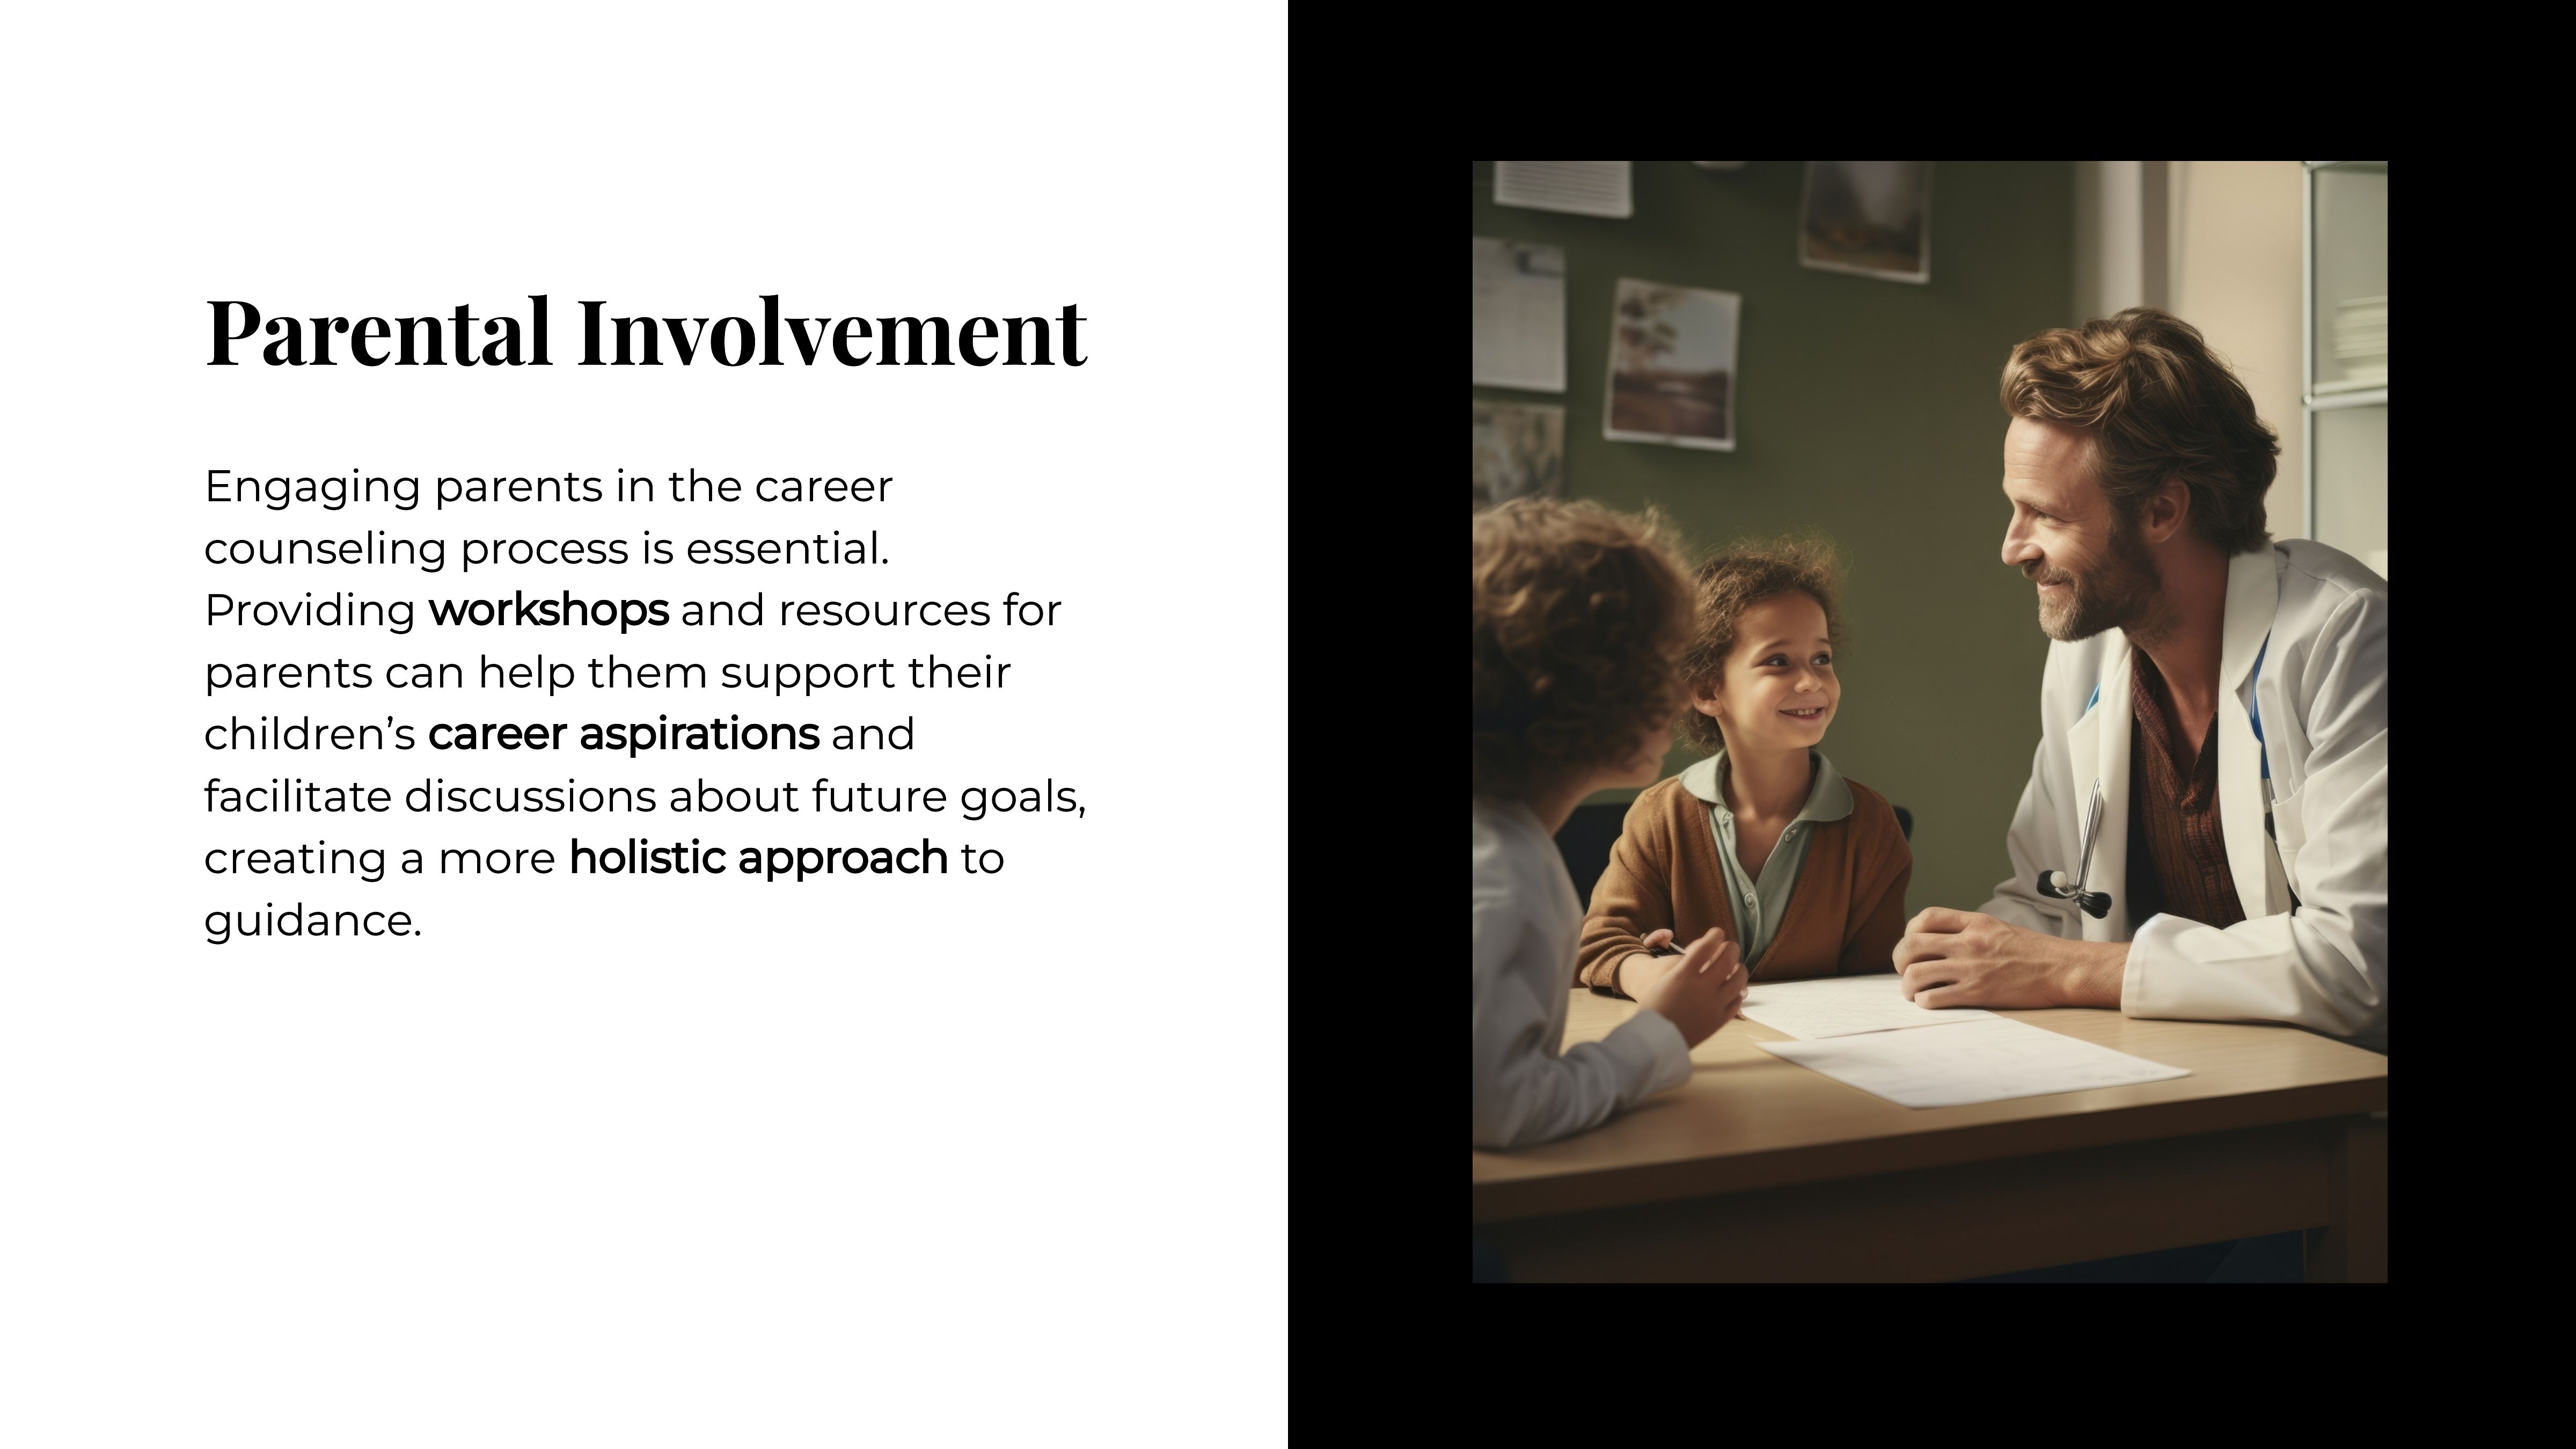 Parental Involvement
Engaging parents in the career
counseling process is essential.
Providing workshops and resources for
parents can help them support their
children’s career aspirations and
facilitate discussions about future goals,
creating a more holistic approach to
guidance.